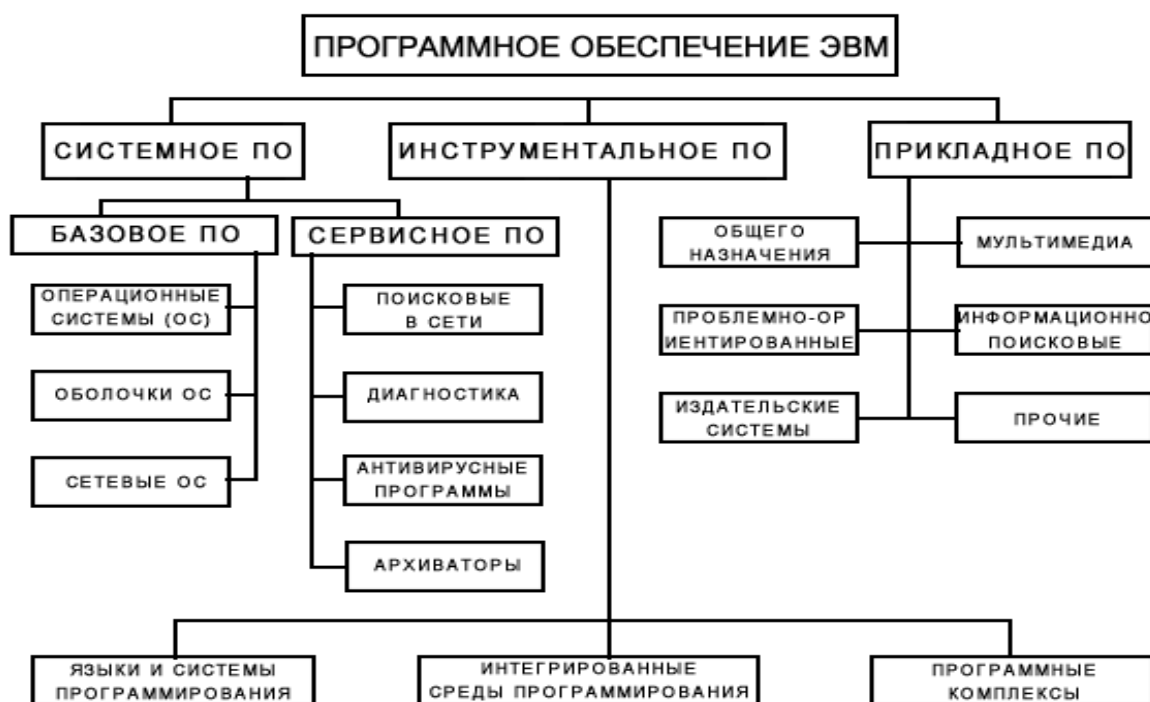 ПРОГРАММНОЕ ОБЕСПЕЧЕНИЕ ЭВМ
СИСТЕМНОЕ ПО
ИНСТРУМЕНТАЛЬНОЕ ПО
ПРИКЛАДНОЕ ПО
БАЗОВОЕ ПО
СЕРВИСНОЕ ПО
ОПЕРАЦИОННЫЕ
СИСТЕМЫ (ОС)
ОБОЛОЧКИ ОС
СЕТЕВЫЕ ОС
ПОИСКОВЫЕ
В СЕТИ
ДИАГНОСТИКА
АНТИВИРУСНЫЕ
ПРОГРАММЫ
АРХИВАТОРЫ
ОБЩЕГО
НАЗНАЧЕНИЯ
ПРОБЛЕМНО-ОР
ИЕНТИРОВАННЫЕ
ИЗДАТЕЛЬСКИЕ
СИСТЕМЫ
МУЛЬТИМЕДИА
ИНФОРМАЦИОННО
ПОИСКОВЫЕ
ПРОЧИЕ
ЯЗЫКИ И СИСТЕМЫ
ПРОГРАММИРОВАНИЯ
ИНТЕГРИРОВАННЫЕ
СРЕДЫ ПРОГРАММИРОВАНИЯ
ПРОГРАММНЫЕ
КОМПЛЕКСЫ